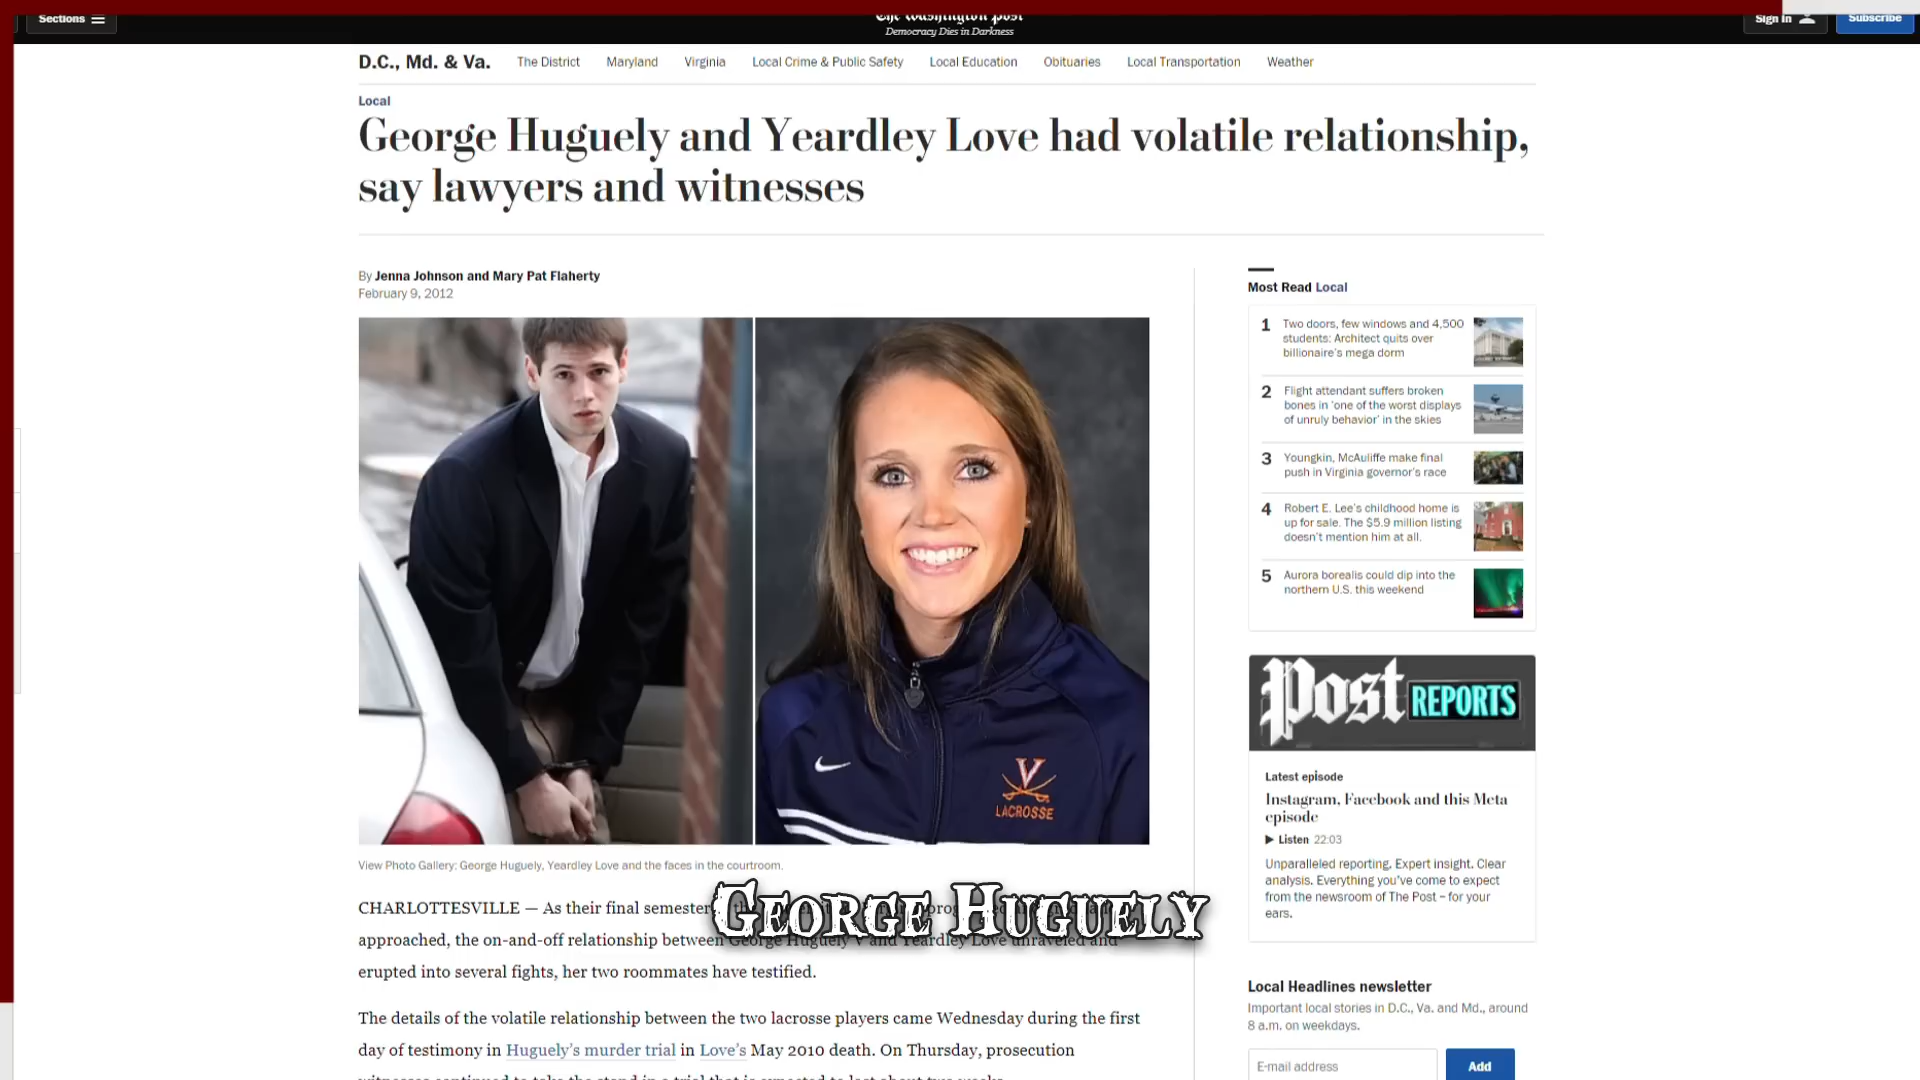 Sections
The Washington Post
Democracy Dies in Darkness
Sign in
Subscribe
D.C., Md. & Va.
The District
Maryland
Virginia
Local Crime & Public Safety
Local Education
Obituaries
Local Transportation
Weather
Local
George Huguely and Yeardley Love had volatile relationship,
say lawyers and witnesses
By Jenna Johnson and Mary Pat Flaherty
February 9, 2012
V
LACROSSE
View Photo Gallery: George Huguely, Yeardley Love and the faces in the courtroom.
CHARLOTTESVILLE — As their final semester
George Huguely
approached, the on-and-off relationship between George Huguely V and Yeardley Love unraveled and
erupted into several fights, her two roommates have testified.
The details of the volatile relationship between the two lacrosse players came Wednesday during the first
day of testimony in Huguely's murder trial in Love's May 2010 death. On Thursday, prosecution
Most Read Local
1
Two doors, few windows and 4,500
students: Architect quits over
billionaire's mega dorm
2
Flight attendant suffers broken
bones in 'one of the worst displays
of unruly behavior' in the skies
3
Youngkin, McAuliffe make final
push in Virginia governor's race
4
Robert E. Lee's childhood home is
up for sale. The $5.9 million listing
doesn't mention him at all.
5
Aurora borealis could dip into the
northern U.S. this weekend
Post REPORTS
Latest episode
Instagram, Facebook and this Meta
episode
Listen 22:03
Unparalleled reporting. Expert insight. Clear
analysis. Everything you've come to expect
from the newsroom of The Post – for your
ears.
Local Headlines newsletter
Important local stories in D.C., Va. and Md., around
8 a.m. on weekdays.
E-mail address
Add